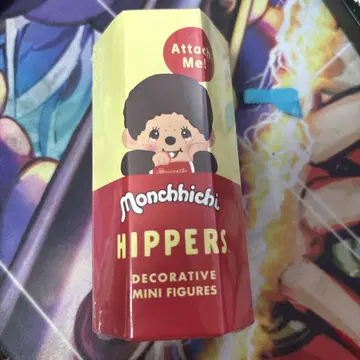 Attach
Me!
Monchhichi
HIPPERS
DECORATIVE
MINI FIGURES